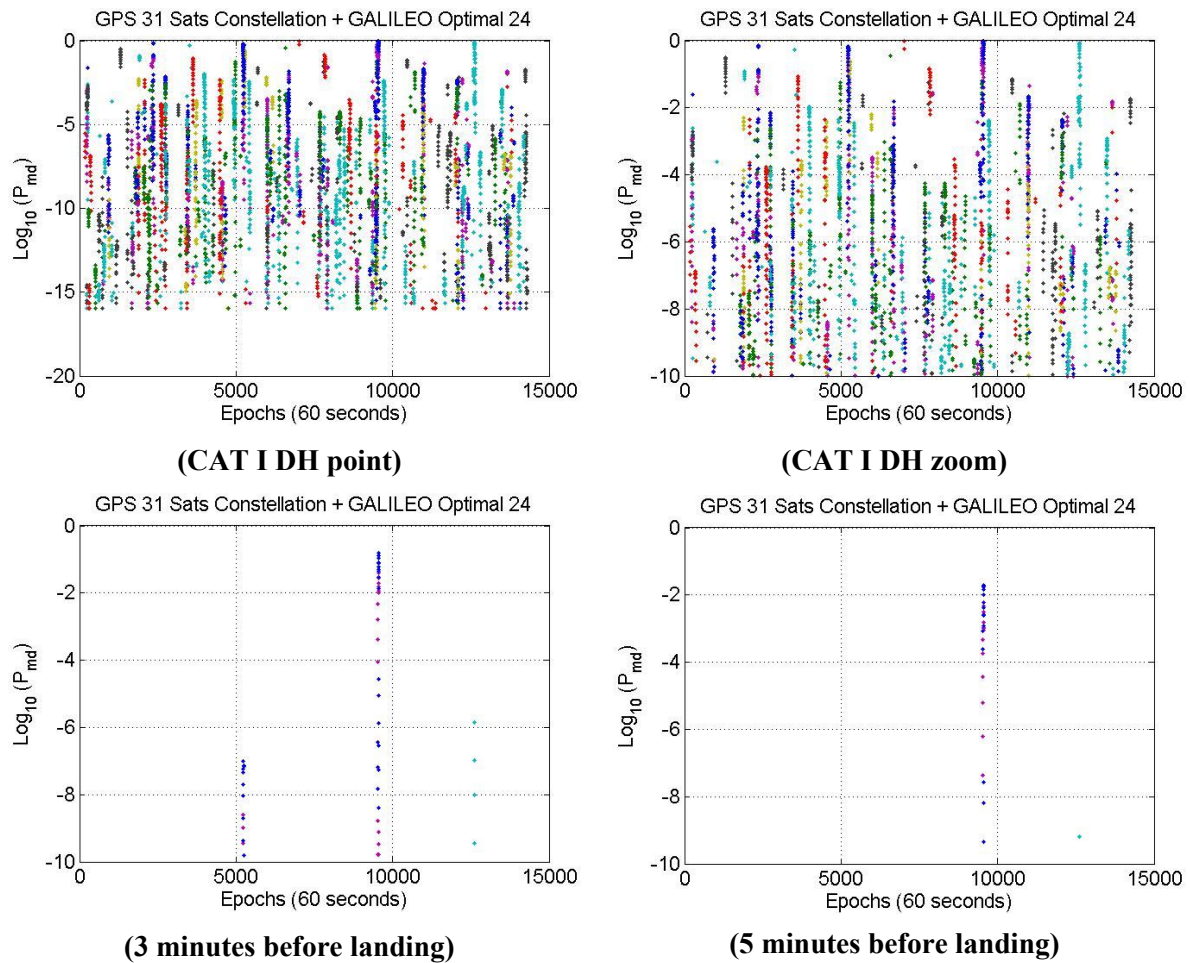 GPS 31 Sats Constellation + GALILEO Optimal 24
0
-5
-10
-15
-20
Log10 (Pmd)
0 5000 10000 15000
Epochs (60 seconds)
(CAT I DH point)
GPS 31 Sats Constellation + GALILEO Optimal 24
0
-2
-4
-6
-8
-10
Log10 (Pmd)
0 5000 10000 15000
Epochs (60 seconds)
(CAT I DH zoom)
GPS 31 Sats Constellation + GALILEO Optimal 24
0
-2
-4
-6
-8
-10
Log10 (Pmd)
0 5000 10000 15000
Epochs (60 seconds)
(3 minutes before landing)
GPS 31 Sats Constellation + GALILEO Optimal 24
0
-2
-4
-6
-8
-10
Log10 (Pmd)
0 5000 10000 15000
Epochs (60 seconds)
(5 minutes before landing)